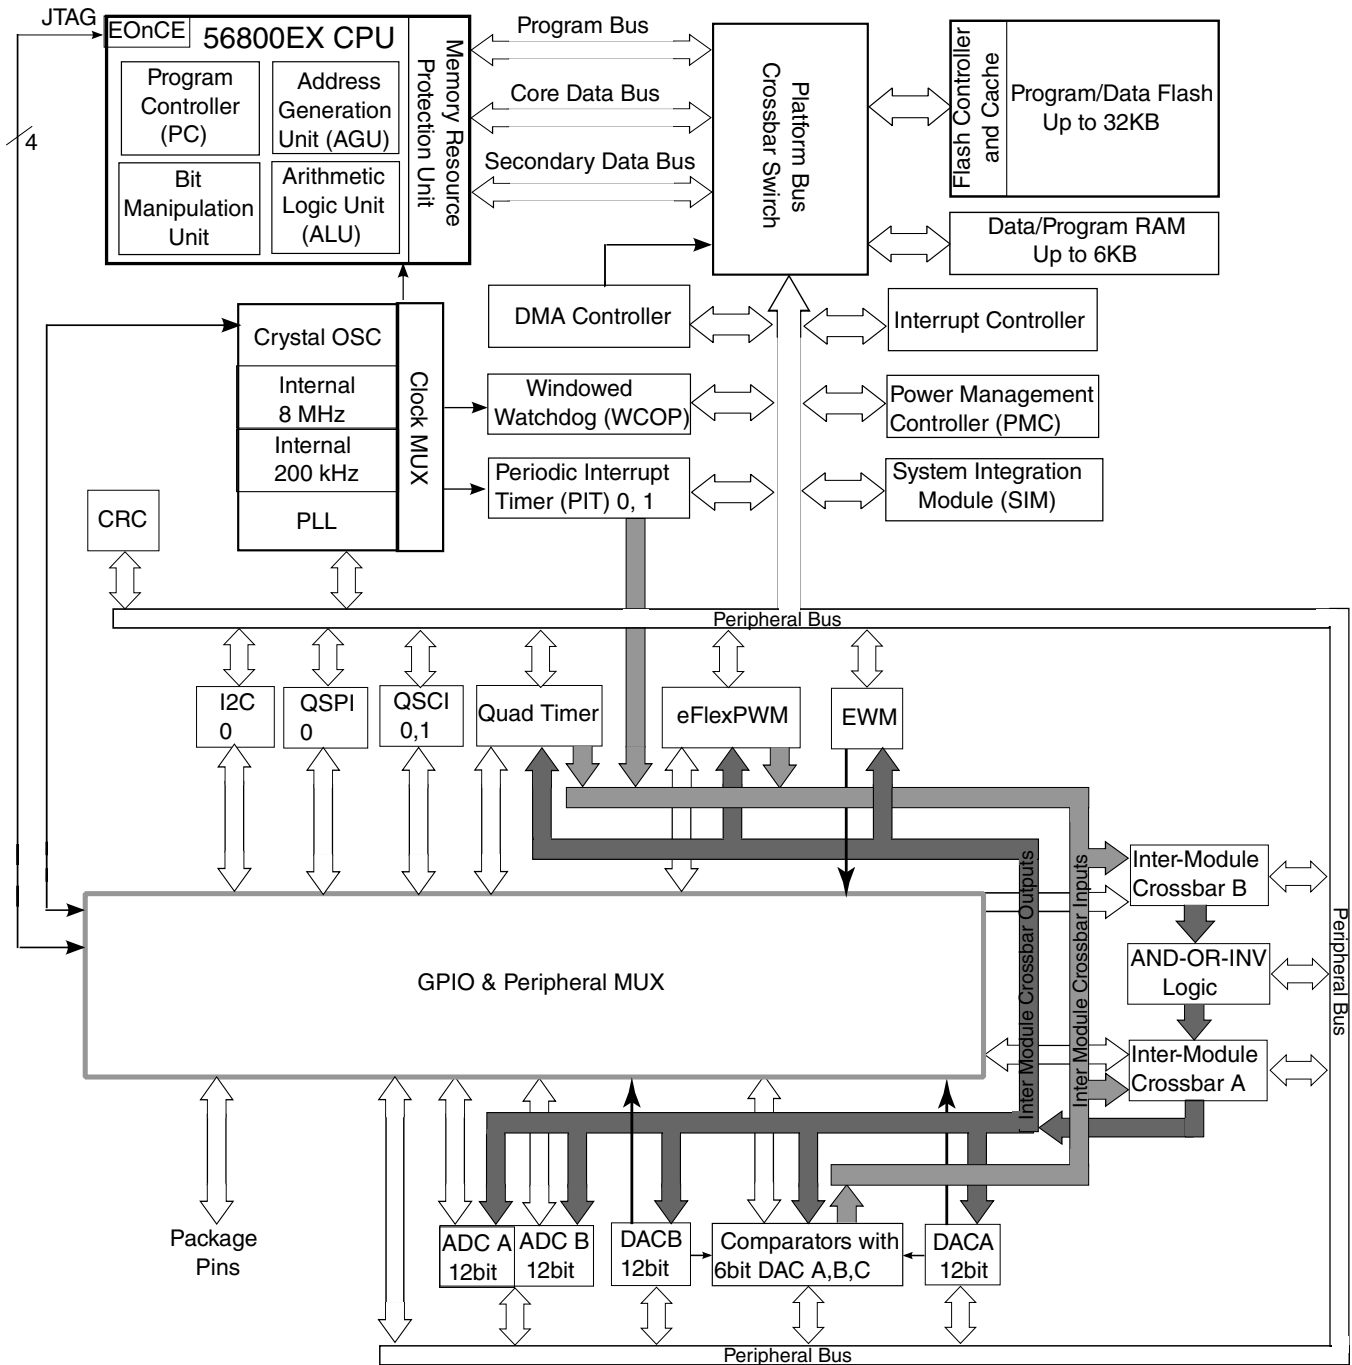 JTAG
EOnCE
56800EX CPU
Program
Controller
(PC)
Address
Generation
Unit (AGU)
Bit
Manipulation
Unit
Arithmetic
Logic Unit
(ALU)
Memory Resource
Protection Unit
4
Program Bus
Core Data Bus
Secondary Data Bus
Platform Bus
Crossbar Swirch
Flash Controller
and Cache
Program/Data Flash
Up to 32KB
Data/Program RAM
Up to 6KB
Crystal OSC
Internal
8 MHz
Internal
200 kHz
PLL
Clock MUX
DMA Controller
Windowed
Watchdog (WCOP)
Periodic Interrupt
Timer (PIT) 0, 1
Interrupt Controller
Power Management
Controller (PMC)
System Integration
Module (SIM)
CRC
Peripheral Bus
I2C
0
QSPI
0
QSCI
0,1
Quad Timer
eFlexPWM
EWM
Inter Module Crossbar Outputs
Inter Module Crossbar Inputs
Inter-Module
Crossbar B
AND-OR-INV
Logic
Inter-Module
Crossbar A
Peripheral Bus
GPIO & Peripheral MUX
Package
Pins
ADC A
12bit
ADC B
12bit
DACB
12bit
Comparators with
6bit DAC A,B,C
DACA
12bit
Peripheral Bus